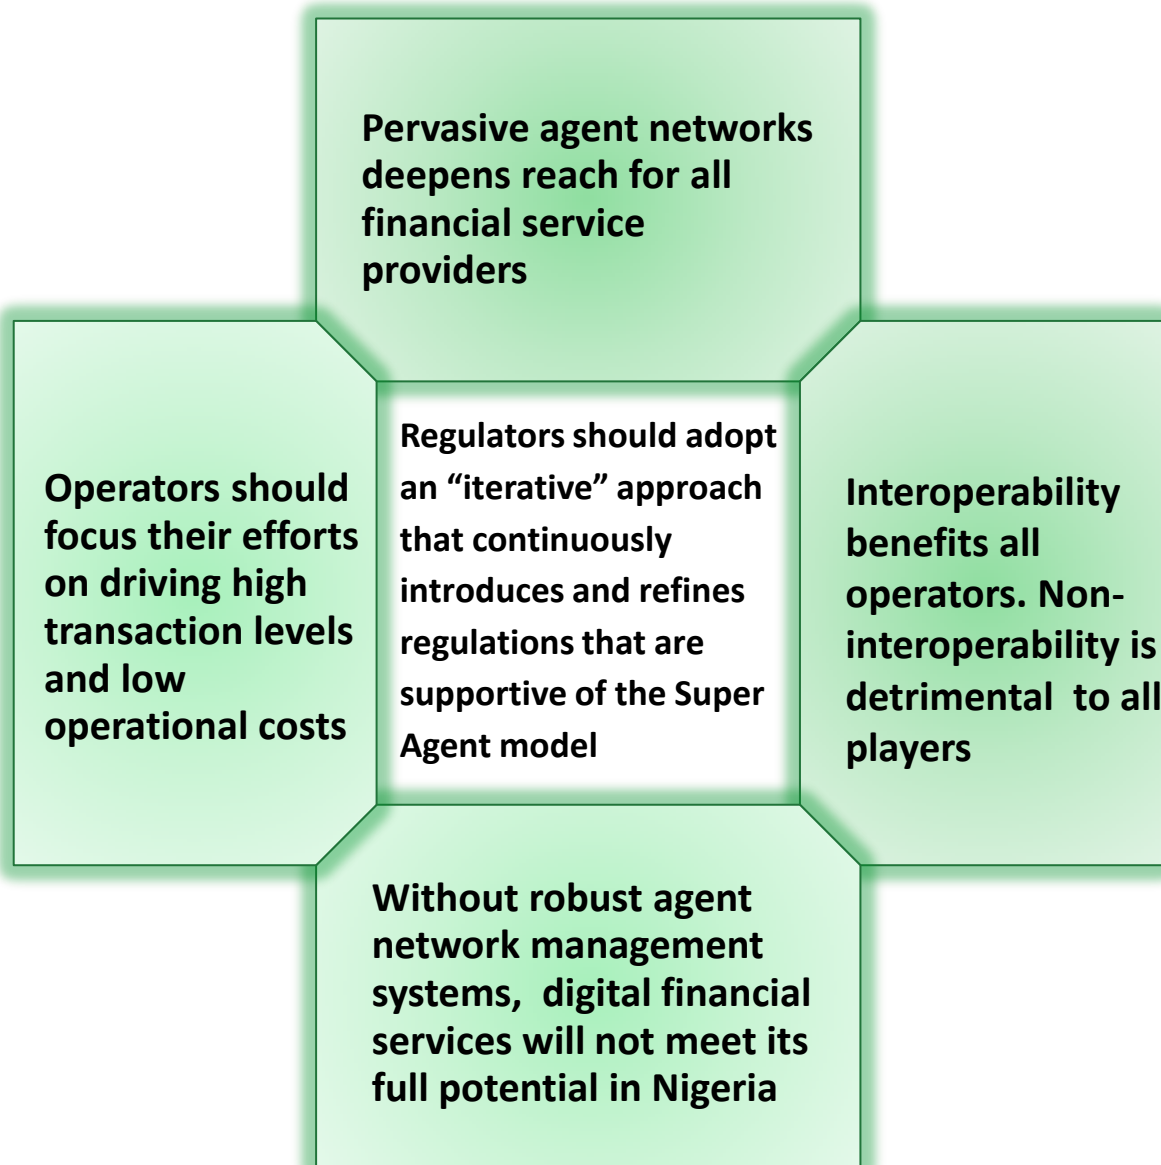 Pervasive agent networks
deepens reach for all
financial service
providers
Operators should
focus their efforts
on driving high
transaction levels
and low
operational costs
Regulators should adopt
an “iterative” approach
that continuously
introduces and refines
regulations that are
supportive of the Super
Agent model
Interoperability
benefits all
operators. Non-
interoperability is
detrimental  to all
players
Without robust agent
network management
systems,  digital financial
services will not meet its
full potential in Nigeria